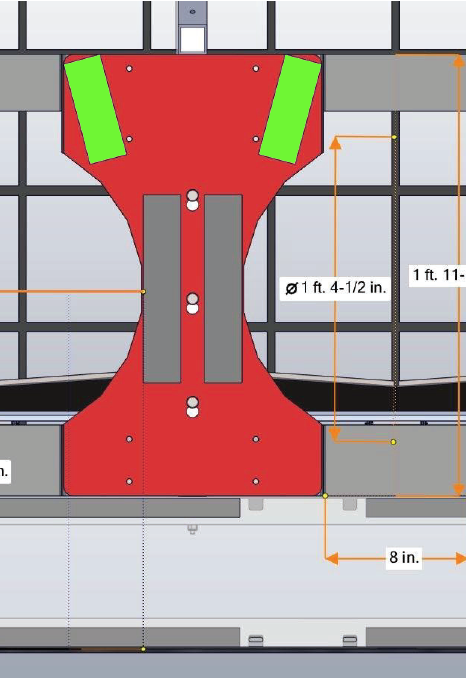 Ø 1 ft. 4-1/2 in.
1 ft. 11-
n.
8 in.